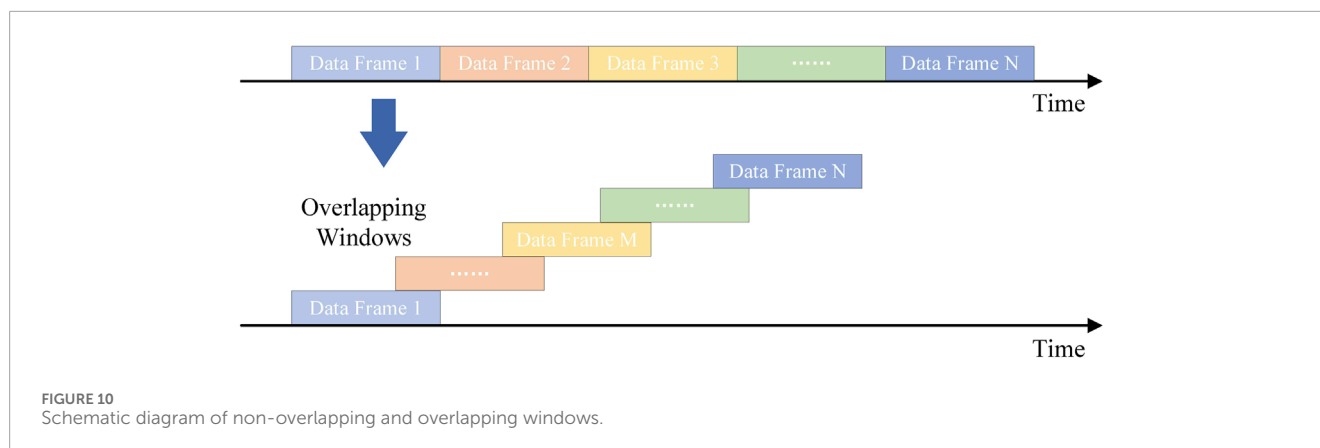 Data Frame 1 Data Frame 2 Data Frame 3 ...... Data Frame N
Time
Data Frame N
......
Overlapping
Windows
Data Frame M
......
Data Frame 1
Time
FIGURE 10
Schematic diagram of non-overlapping and overlapping windows.